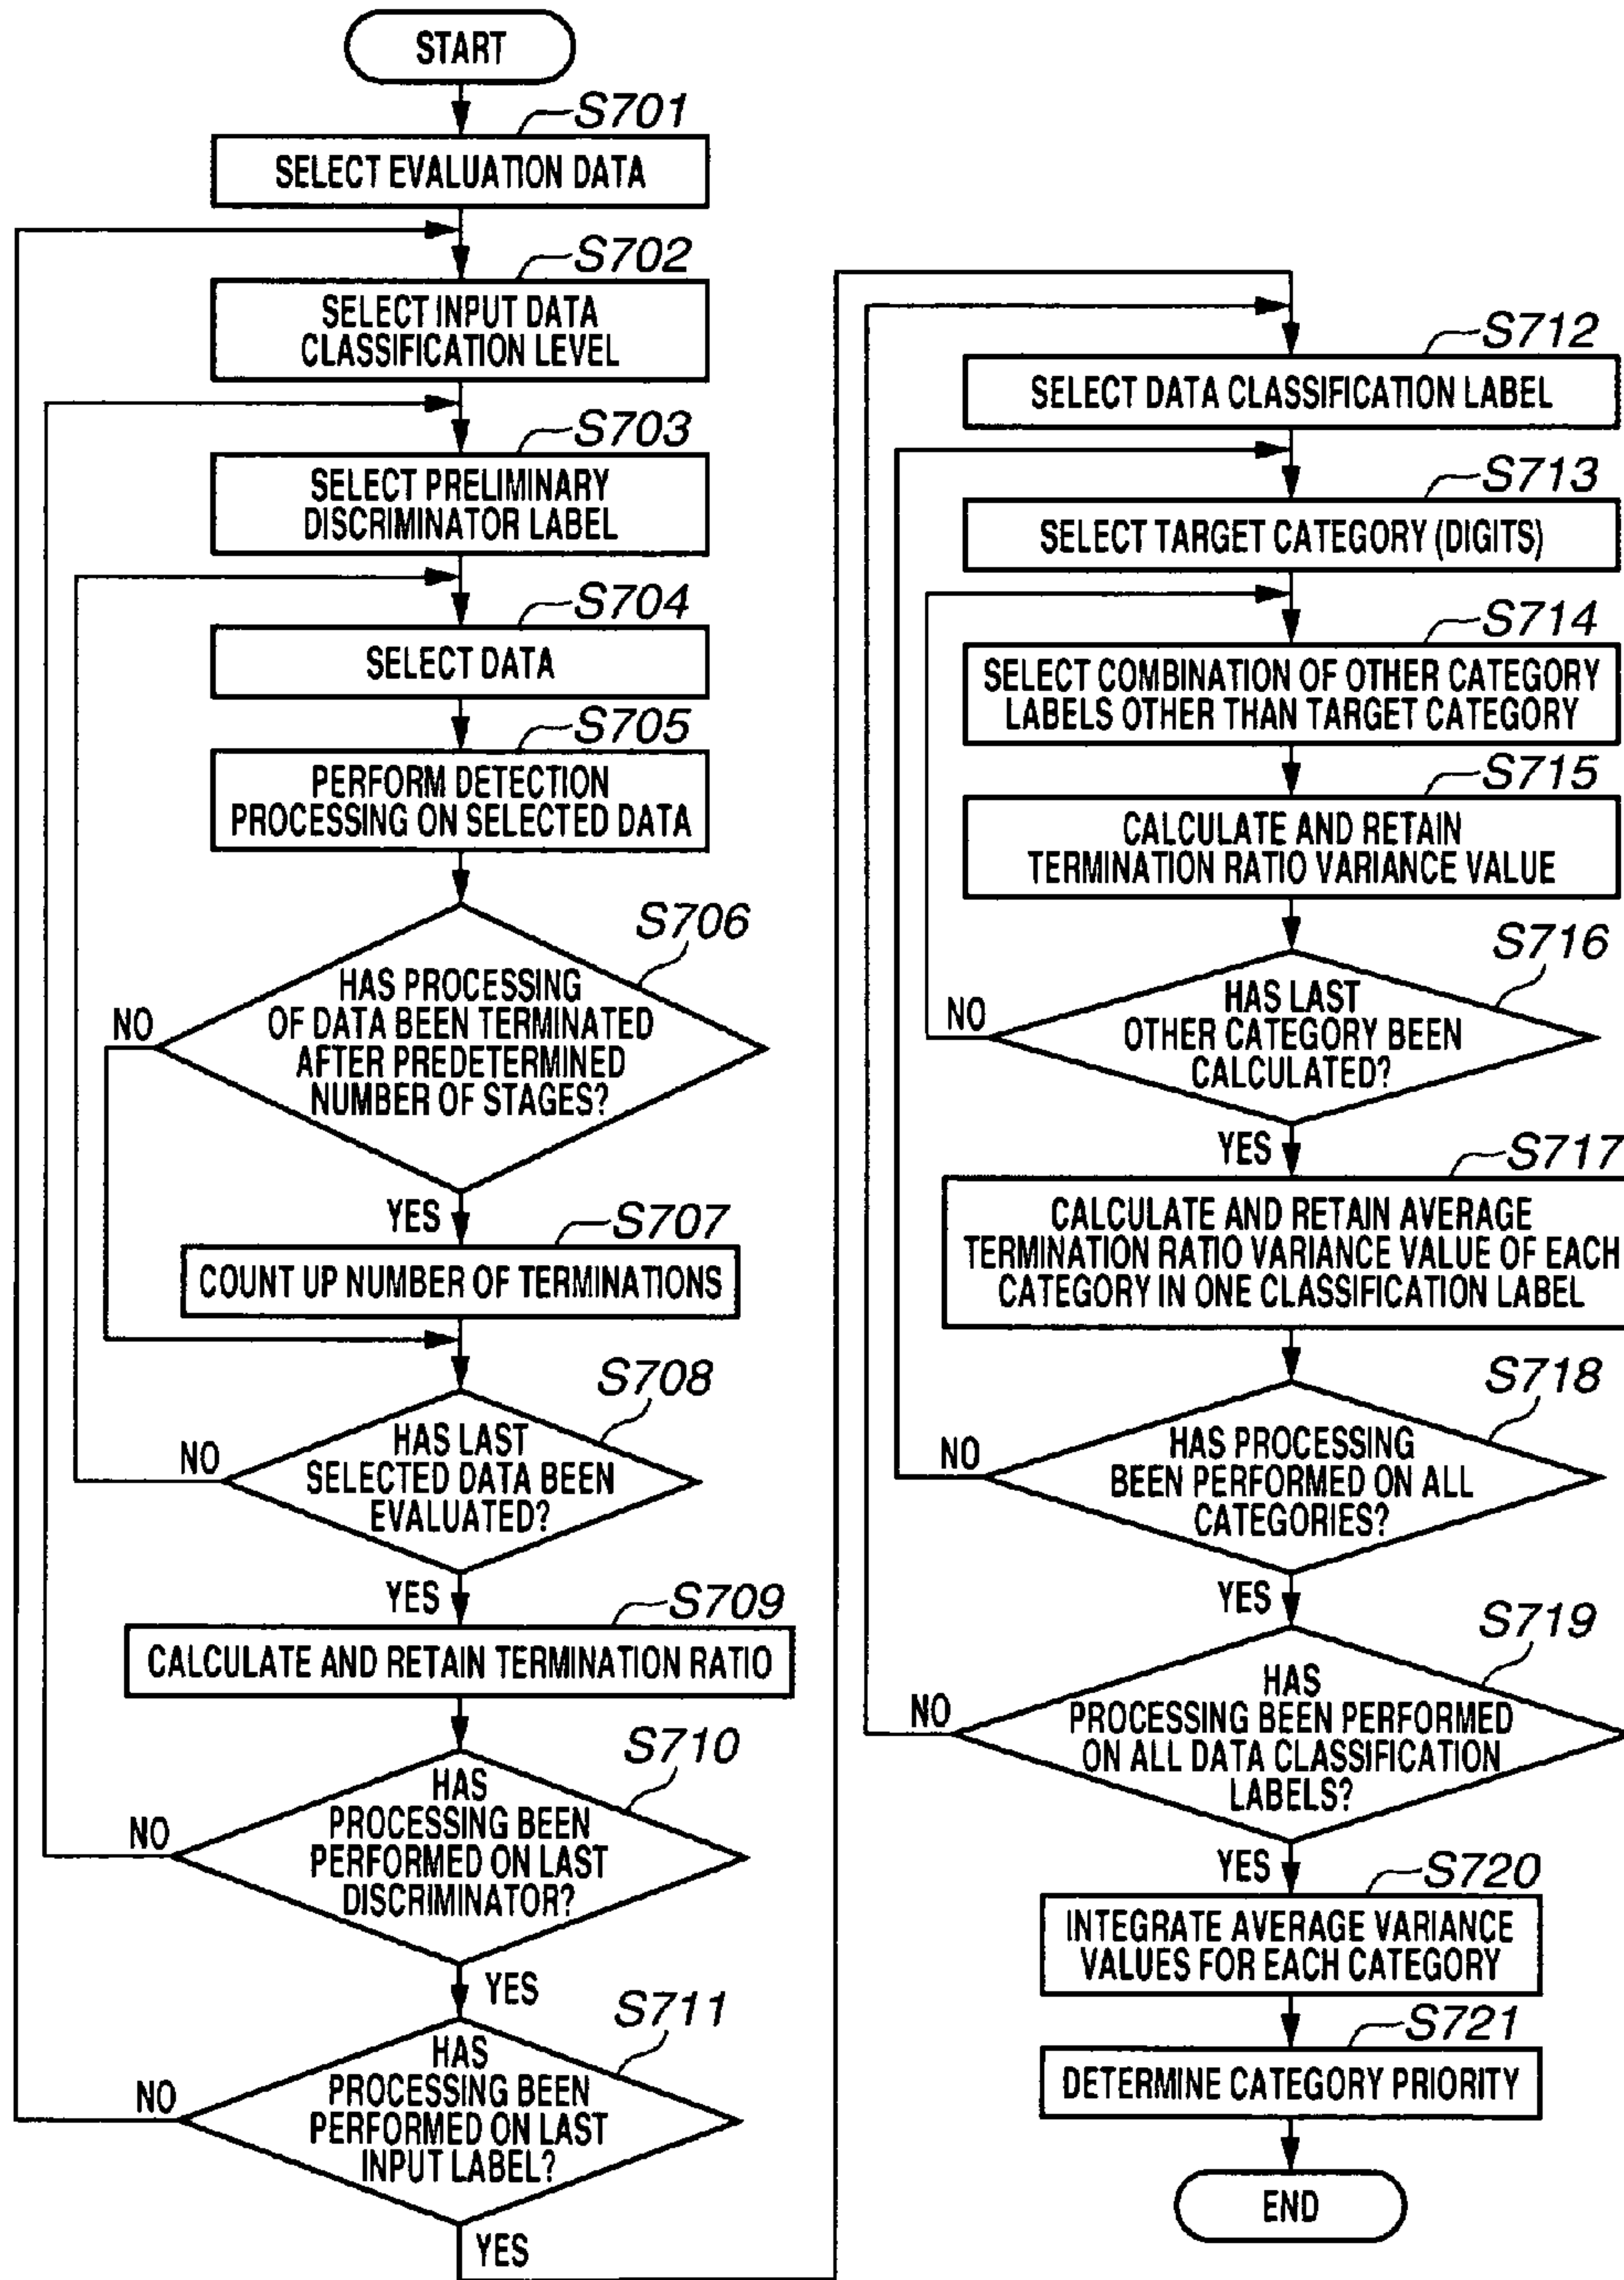 START
S701
SELECT EVALUATION DATA
S702
SELECT INPUT DATA
CLASSIFICATION LEVEL
S703
SELECT PRELIMINARY
DISCRIMINATOR LABEL
S704
SELECT DATA
S705
PERFORM DETECTION
PROCESSING ON SELECTED DATA
S706
HAS PROCESSING
OF DATA BEEN TERMINATED
AFTER PREDETERMINED
NUMBER OF STAGES?
NO
YES
S707
COUNT UP NUMBER OF TERMINATIONS
S708
HAS LAST
SELECTED DATA BEEN
EVALUATED?
NO
YES
S709
CALCULATE AND RETAIN TERMINATION RATIO
S710
HAS
PROCESSING BEEN
PERFORMED ON LAST
DISCRIMINATOR?
NO
YES
S711
HAS
PROCESSING BEEN
PERFORMED ON LAST
INPUT LABEL?
NO
YES
S712
SELECT DATA CLASSIFICATION LABEL
S713
SELECT TARGET CATEGORY (DIGITS)
S714
SELECT COMBINATION OF OTHER CATEGORY
LABELS OTHER THAN TARGET CATEGORY
S715
CALCULATE AND RETAIN
TERMINATION RATIO VARIANCE VALUE
S716
HAS LAST
OTHER CATEGORY BEEN
CALCULATED?
NO
YES
S717
CALCULATE AND RETAIN AVERAGE
TERMINATION RATIO VARIANCE VALUE OF EACH
CATEGORY IN ONE CLASSIFICATION LABEL
S718
HAS PROCESSING
BEEN PERFORMED ON ALL
CATEGORIES?
NO
YES
S719
HAS
PROCESSING BEEN PERFORMED
ON ALL DATA CLASSIFICATION
LABELS?
NO
YES
S720
INTEGRATE AVERAGE VARIANCE
VALUES FOR EACH CATEGORY
S721
DETERMINE CATEGORY PRIORITY
END